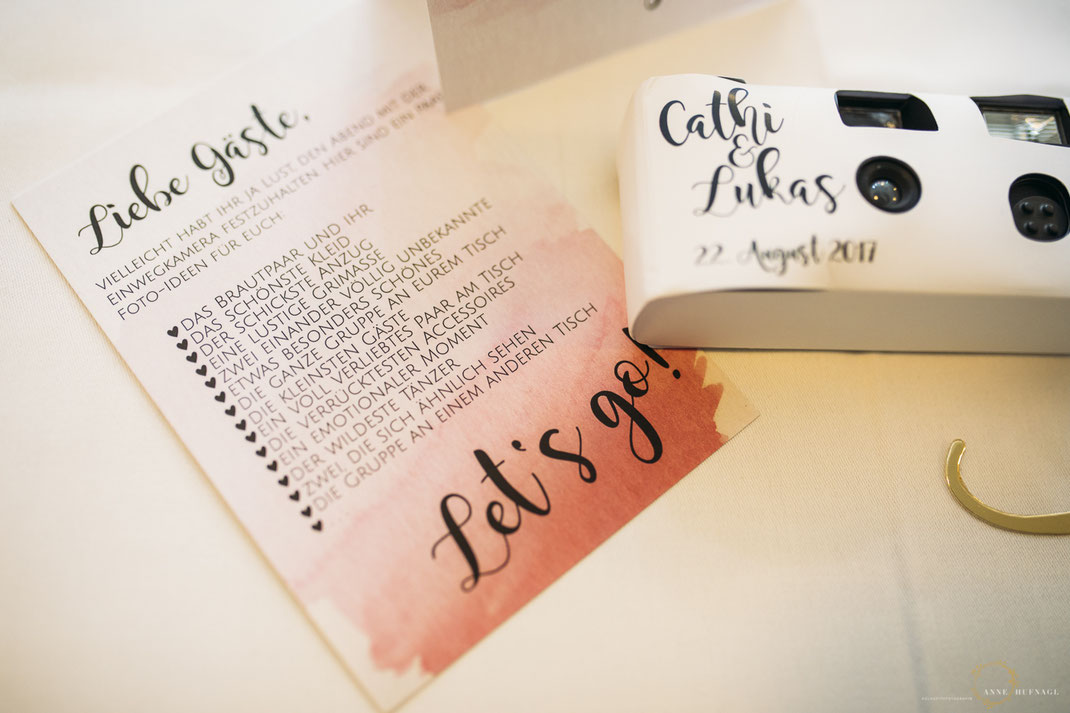 Liebe Gäste,
VIELLEICHT HABT IHR JA LUST DEN ABEND MIT DER
EINWEGKAMERA FESTZUHALTEN HIER SIND EIN PAAR
FOTO-IDEEN FÜR EUCH:
DAS BRAUTPAAR UND IHR
DAS SCHÖNSTE KLEID
DER SCHICKSTE ANZUG
EINE LUSTIGE GRIMASSE
ZWEI EINANDER VÖLLIG UNBEKANNTE
ETWAS BESONDERS SCHÖNES
DIE GANZE GRUPPE AN EUREM TISCH
DIE KLEINSTEN GÄSTE
EIN VOLL VERLIEBTES PAAR AM TISCH
DIE VERRÜCKTESTEN ACCESSOIRES
EIN EMOTIONALER MOMENT
DER WILDESTE TÄNZER
ZWEI, DIE SICH ÄHNLICH SEHEN
DIE GRUPPE AN EINEM ANDEREN TISCH
Let's go!
Cathi
&
Lukas
22. August 2017
ANNE HUFNAGL